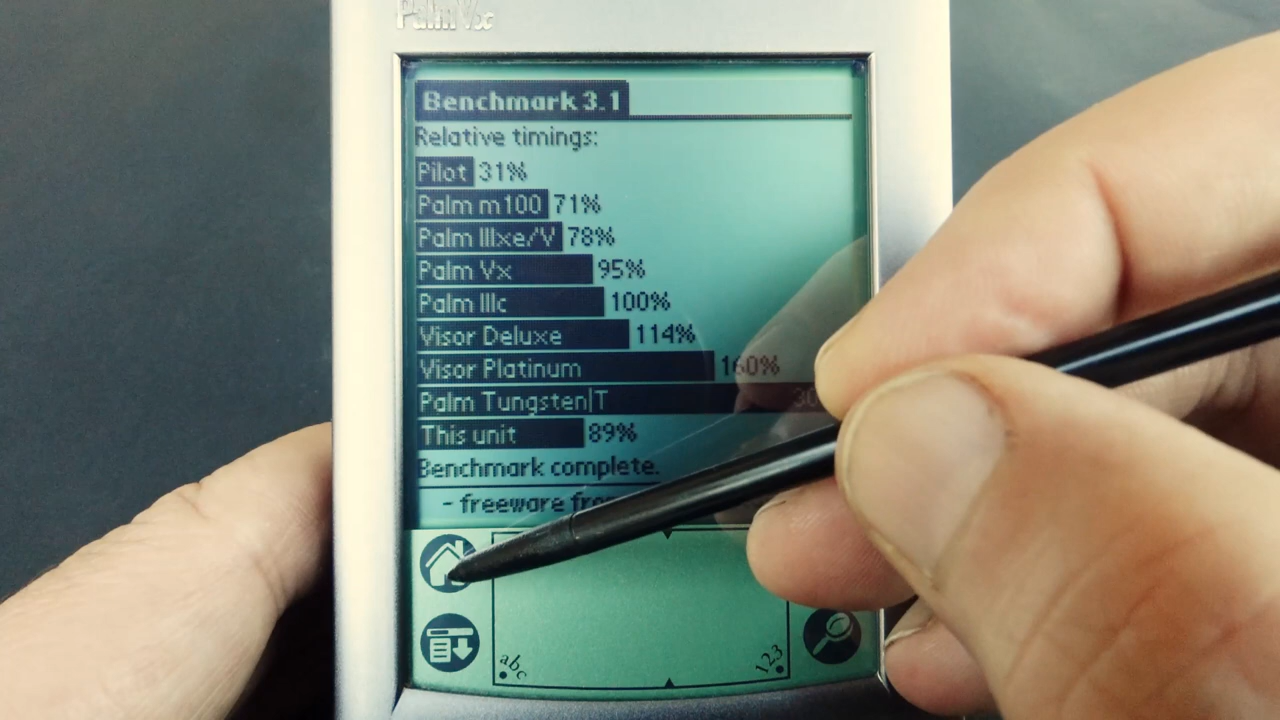 Palm Vx
Benchmark 3.1
Relative timings:
Pilot 31%
Palm m100 71%
Palm IIIxe/V 78%
Palm Vx 95%
Palm IIIc 100%
Visor Deluxe 114%
Visor Platinum 160%
Palm Tungsten|T
This unit 89%
Benchmark complete.
- freeware
abc
123